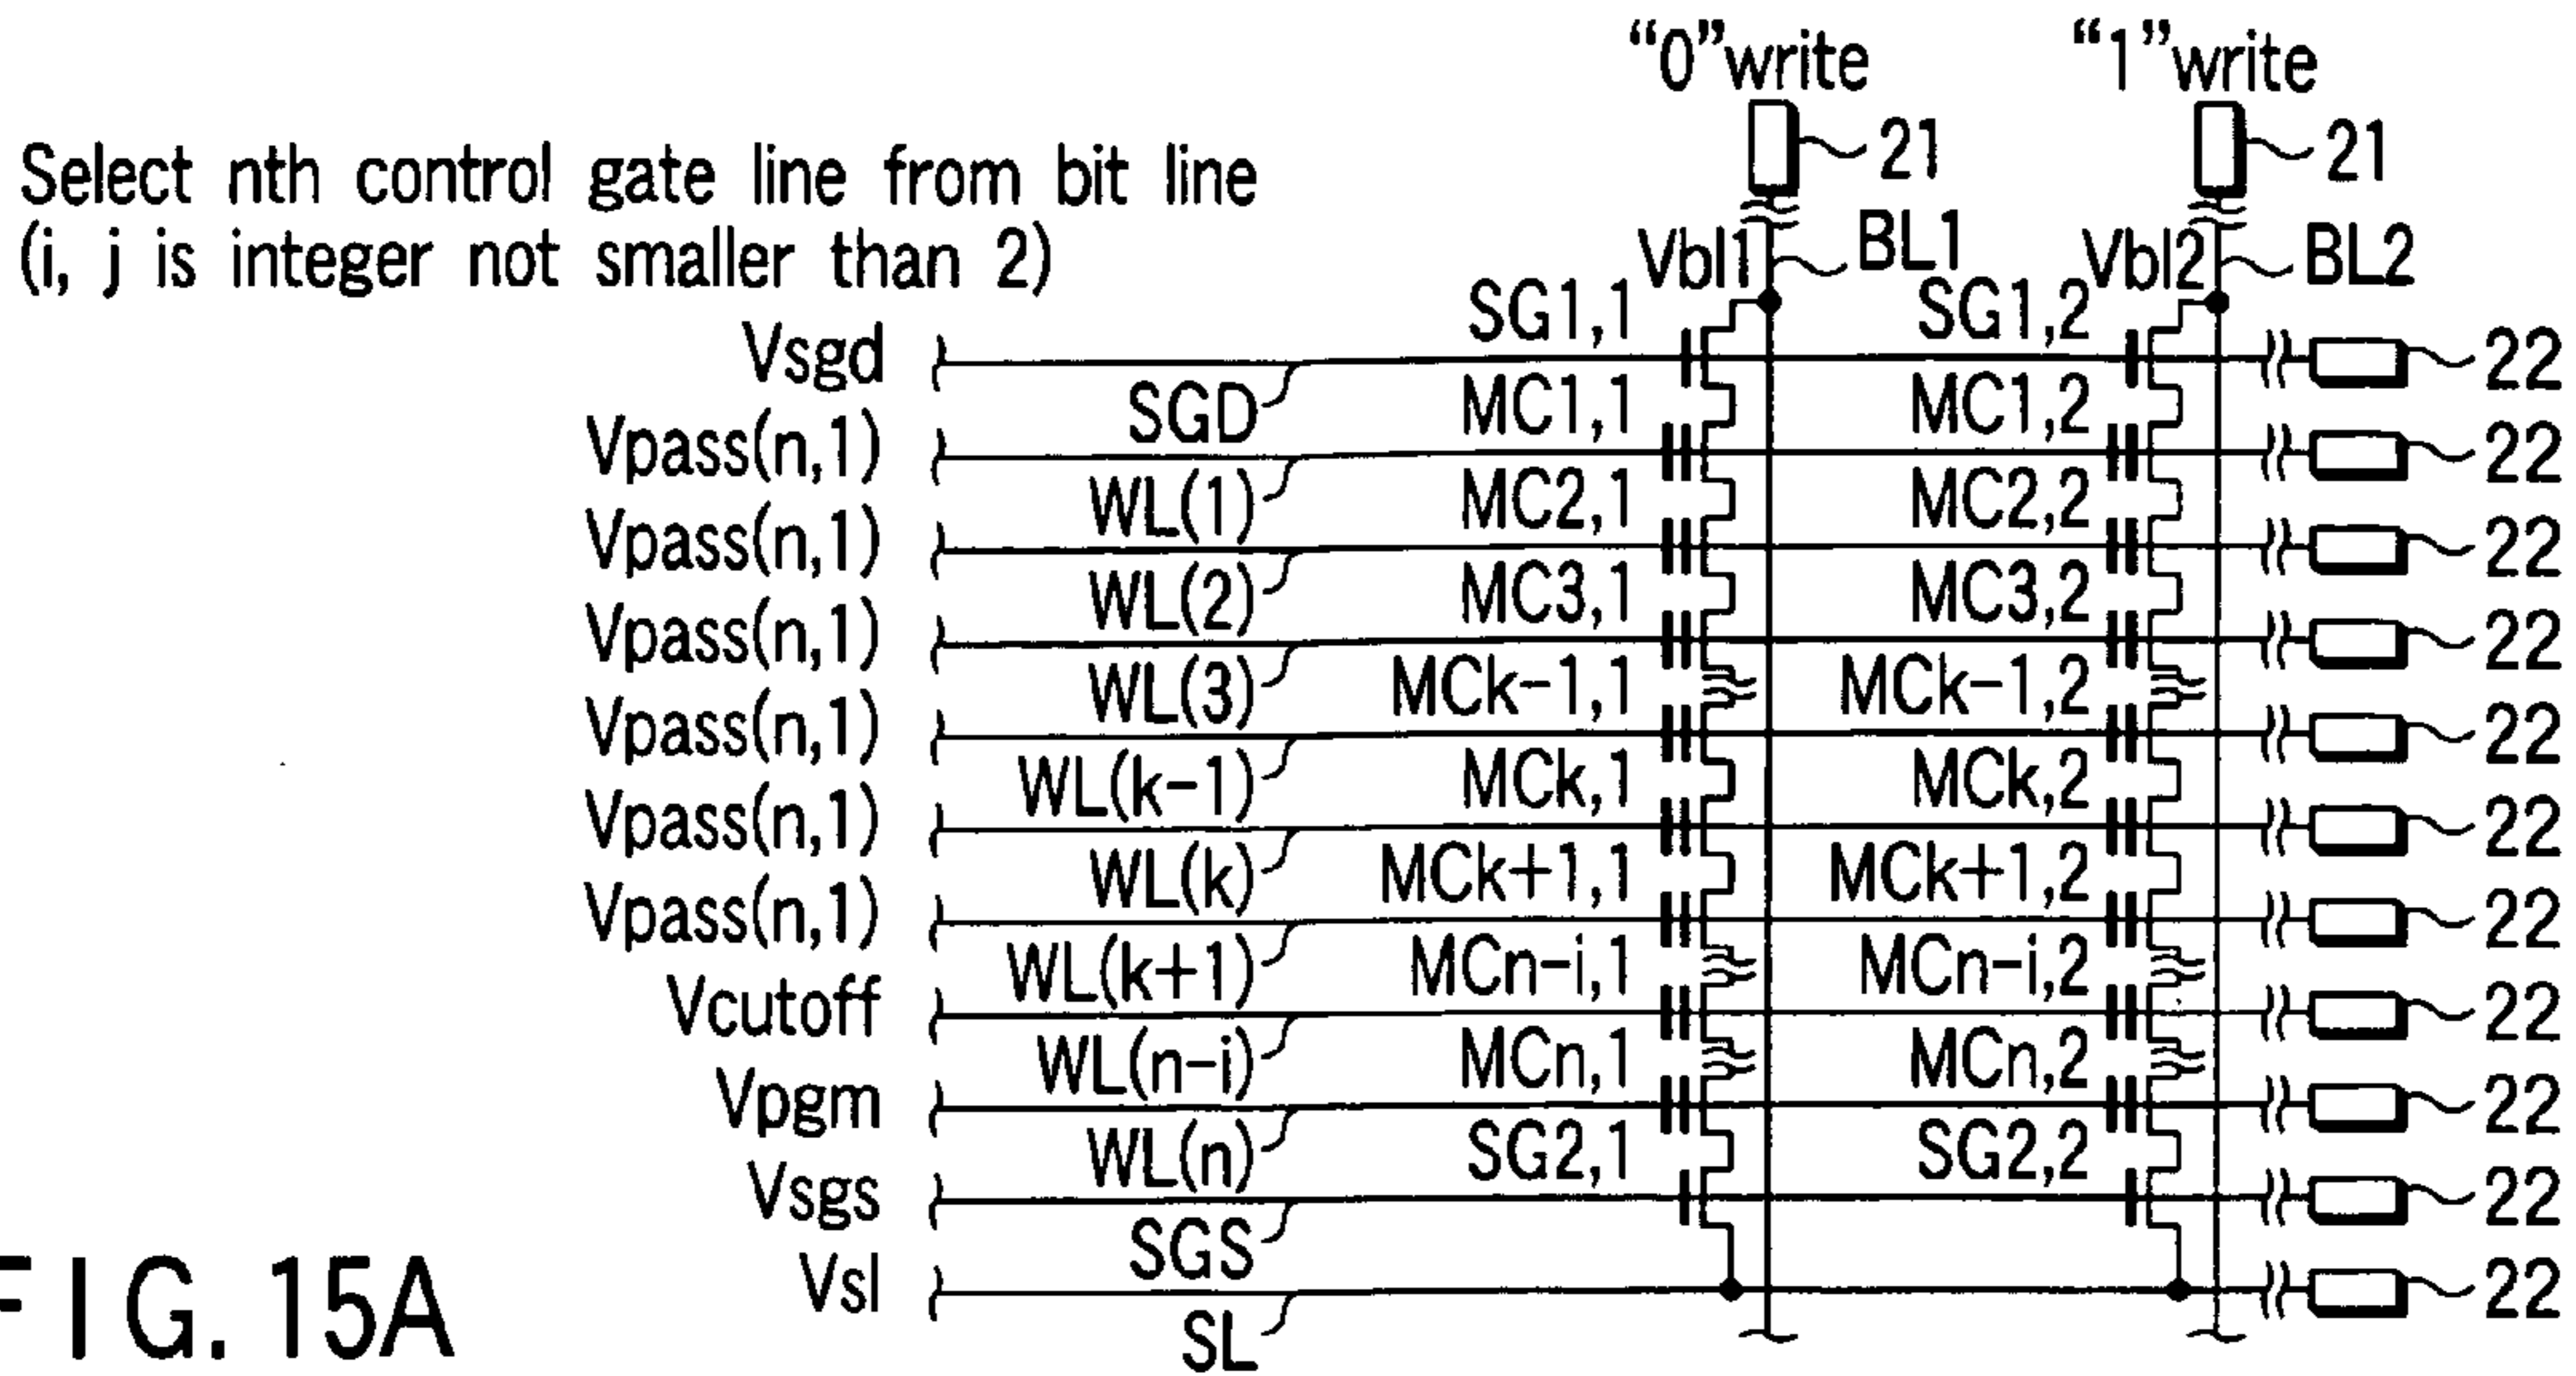 “0”write “1”write
21 21
Select nth control gate line from bit line
(i, j is integer not smaller than 2)
Vbl1 BL1 Vbl2 BL2
SG1,1 SG1,2
Vsgd SGD 22
MC1,1 MC1,2
Vpass(n,1) WL(1) 22
MC2,1 MC2,2
Vpass(n,1) WL(2) 22
MC3,1 MC3,2
Vpass(n,1) WL(3) 22
MCk-1,1 MCk-1,2
Vpass(n,1) WL(k-1) 22
MCk,1 MCk,2
Vpass(n,1) WL(k) 22
MCk+1,1 MCk+1,2
Vpass(n,1) WL(k+1) 22
MCn-i,1 MCn-i,2
Vcutoff WL(n-i) 22
MCn,1 MCn,2
Vpgm WL(n) 22
SG2,1 SG2,2
Vsgs SGS 22
Vsl SL 22
FIG. 15A